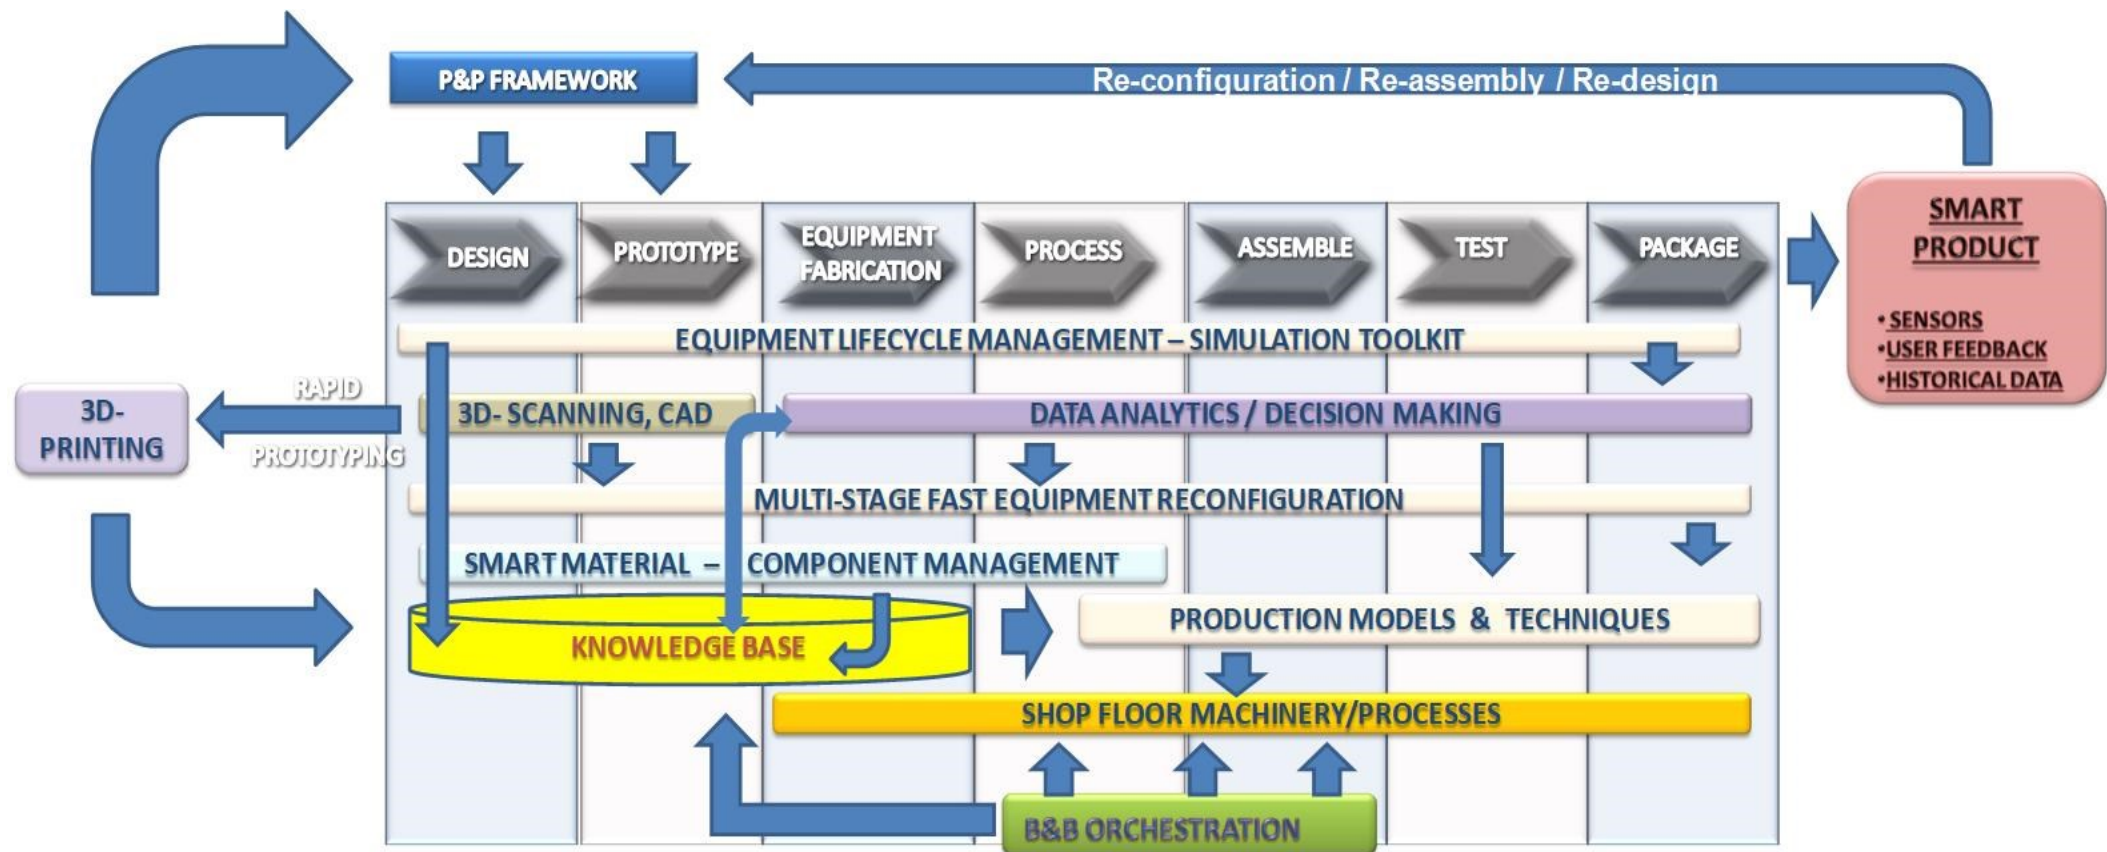 P&P FRAMEWORK
Re-configuration / Re-assembly / Re-design
SMART
PRODUCT
• SENSORS
•USER FEEDBACK
•HISTORICAL DATA
DESIGN
PROTOTYPE
EQUIPMENT
FABRICATION
PROCESS
ASSEMBLE
TEST
PACKAGE
EQUIPMENT LIFECYCLE MANAGEMENT – SIMULATION TOOLKIT
3D-
PRINTING
RAPID
PROTOTYPING
3D- SCANNING, CAD
DATA ANALYTICS / DECISION MAKING
MULTI-STAGE FAST EQUIPMENT RECONFIGURATION
SMART MATERIAL – COMPONENT MANAGEMENT
KNOWLEDGE BASE
PRODUCTION MODELS & TECHNIQUES
SHOP FLOOR MACHINERY/PROCESSES
B&B ORCHESTRATION